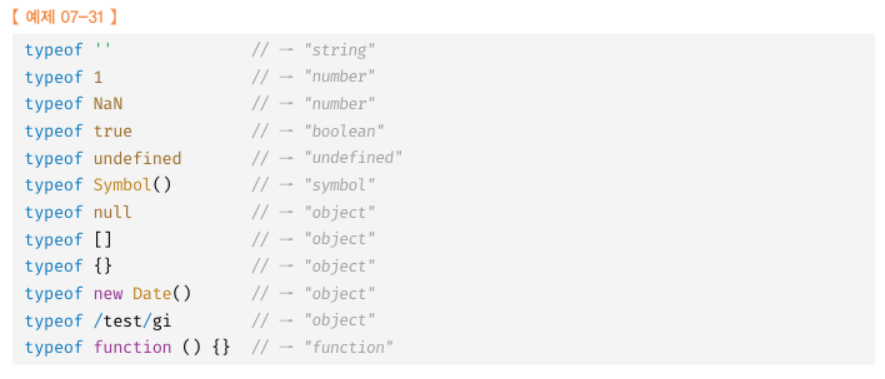 【 예제 07-31 】
typeof '' // → "string"
typeof 1 // → "number"
typeof NaN // → "number"
typeof true // → "boolean"
typeof undefined // → "undefined"
typeof Symbol() // → "symbol"
typeof null // → "object"
typeof [] // → "object"
typeof {} // → "object"
typeof new Date() // → "object"
typeof /test/gi // → "object"
typeof function () {} // → "function"